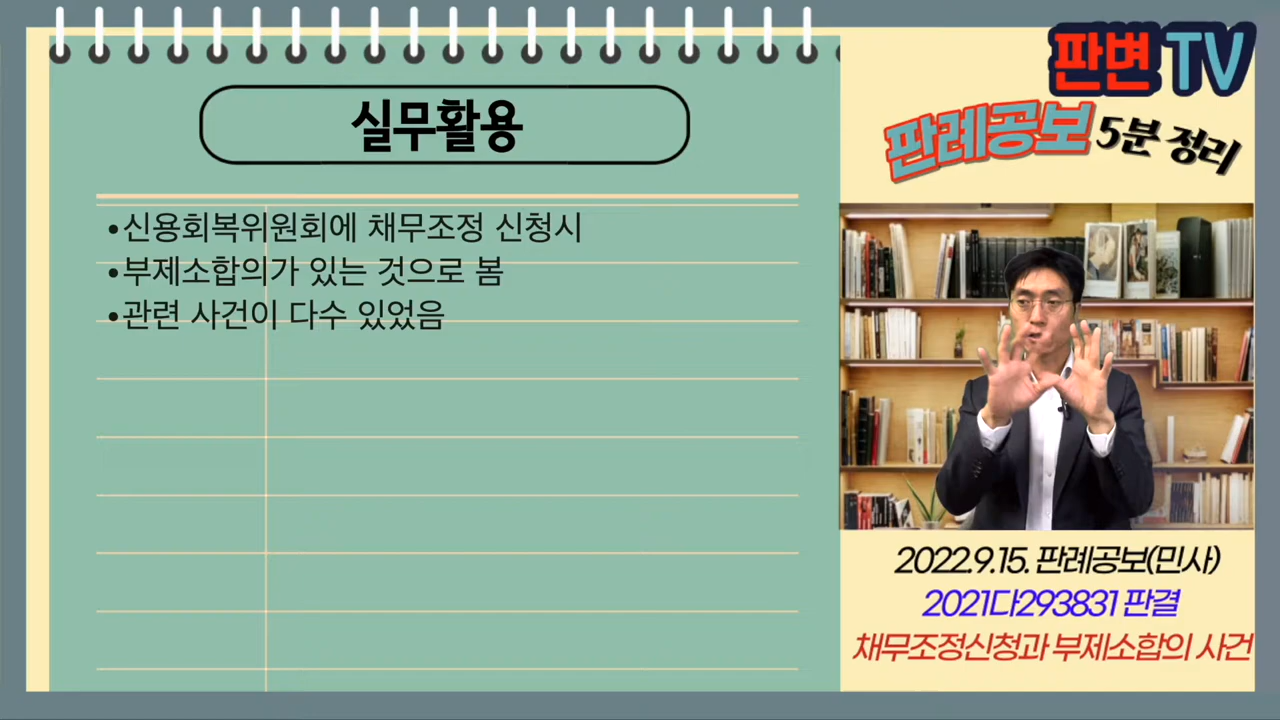 실무활용
•신용회복위원회에 채무조정 신청시
•부제소합의가 있는 것으로 봄
•관련 사건이 다수 있었음
판변 TV
판례공보 5분 정리
2022.9.15. 판례공보(민사)
2021다293831 판결
채무조정신청과 부제소합의 사건